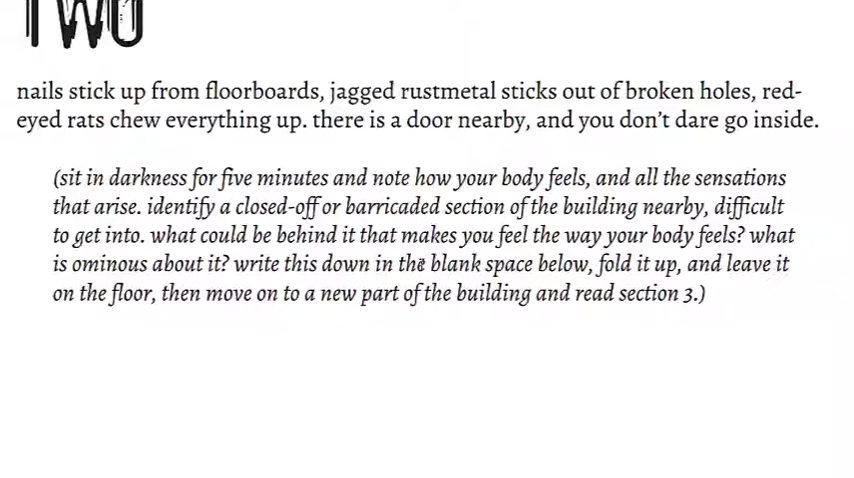 TWO
nails stick up from floorboards, jagged rustmetal sticks out of broken holes, red-
eyed rats chew everything up. there is a door nearby, and you don't dare go inside.
(sit in darkness for five minutes and note how your body feels, and all the sensations
that arise. identify a closed-off or barricaded section of the building nearby, difficult
to get into. what could be behind it that makes you feel the way your body feels? what
is ominous about it? write this down in the blank space below, fold it up, and leave it
on the floor, then move on to a new part of the building and read section 3.)